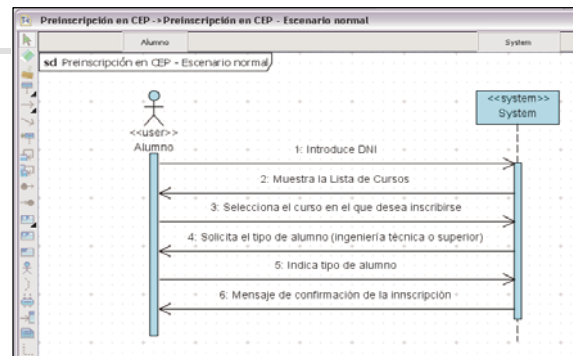 Preinscripción en CEP -> Preinscripción en CEP - Escenario normal
Alumno System
sd Preinscripción en CEP - Escenario normal
<<system>>
System
<<user>>
Alumno
1: Introduce DNI
2: Muestra la Lista de Cursos
3: Selecciona el curso en el que desea inscribirse
4: Solicita el tipo de alumno (ingeniería técnica o superior)
5: Indica tipo de alumno
6: Mensaje de confirmación de la innscripción